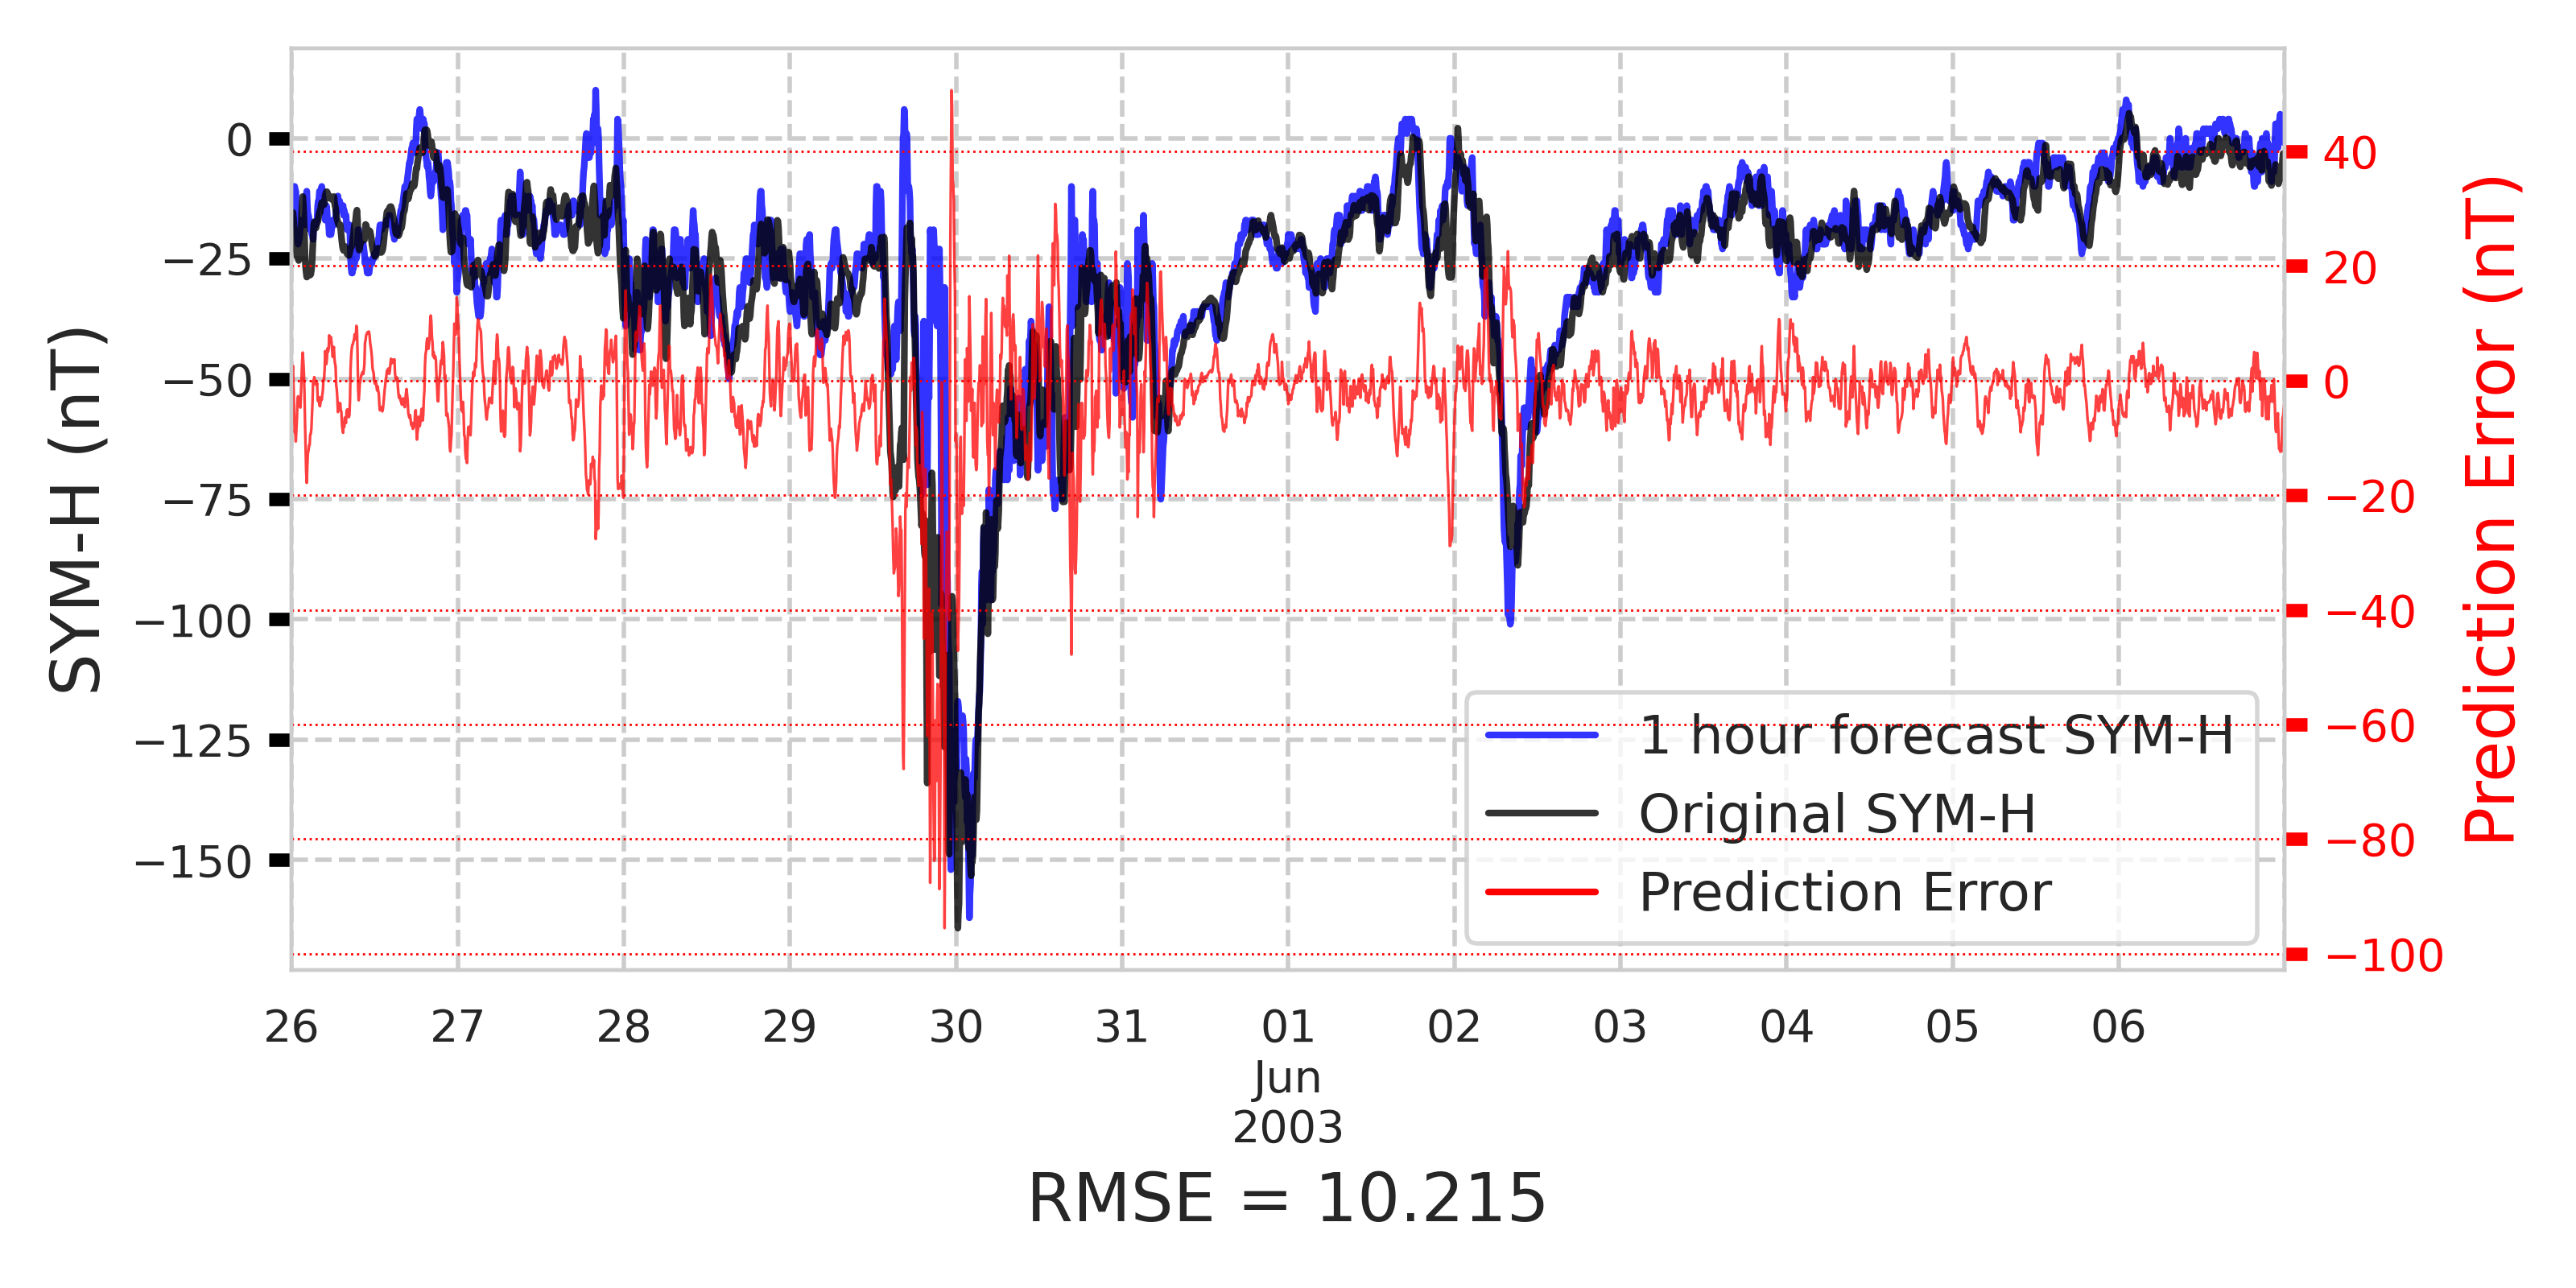 SYM-H (nT)
0
−25
−50
−75
−100
−125
−150
40
20
0
−20
−40
−60
−80
−100
Prediction Error (nT)
1 hour forecast SYM-H
Original SYM-H
Prediction Error
26 27 28 29 30 31 01 02 03 04 05 06
Jun
2003
RMSE = 10.215